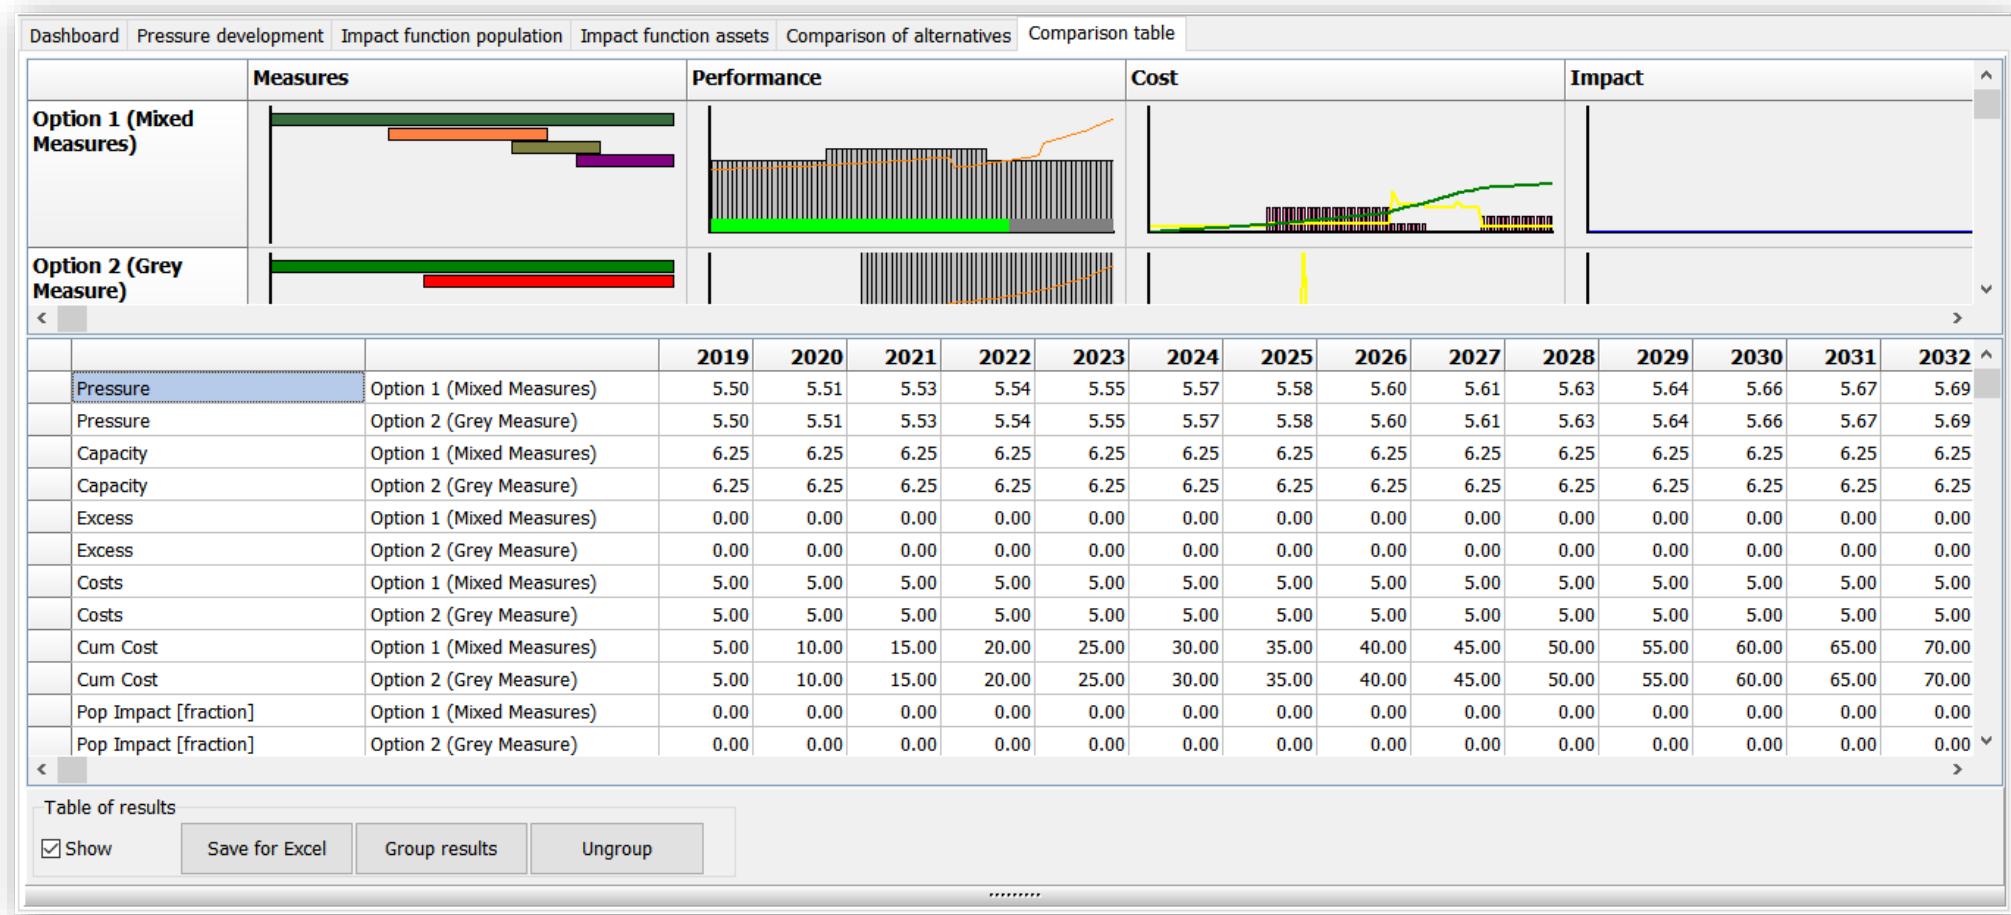 Dashboard Pressure development Impact function population Impact function assets Comparison of alternatives Comparison table
Measures Performance Cost Impact
Option 1 (Mixed
Measures)
Option 2 (Grey
Measure)
2019 2020 2021 2022 2023 2024 2025 2026 2027 2028 2029 2030 2031 2032
Pressure Option 1 (Mixed Measures) 5.50 5.51 5.53 5.54 5.55 5.57 5.58 5.60 5.61 5.63 5.64 5.66 5.67 5.69
Pressure Option 2 (Grey Measure) 5.50 5.51 5.53 5.54 5.55 5.57 5.58 5.60 5.61 5.63 5.64 5.66 5.67 5.69
Capacity Option 1 (Mixed Measures) 6.25 6.25 6.25 6.25 6.25 6.25 6.25 6.25 6.25 6.25 6.25 6.25 6.25 6.25
Capacity Option 2 (Grey Measure) 6.25 6.25 6.25 6.25 6.25 6.25 6.25 6.25 6.25 6.25 6.25 6.25 6.25 6.25
Excess Option 1 (Mixed Measures) 0.00 0.00 0.00 0.00 0.00 0.00 0.00 0.00 0.00 0.00 0.00 0.00 0.00 0.00
Excess Option 2 (Grey Measure) 0.00 0.00 0.00 0.00 0.00 0.00 0.00 0.00 0.00 0.00 0.00 0.00 0.00 0.00
Costs Option 1 (Mixed Measures) 5.00 5.00 5.00 5.00 5.00 5.00 5.00 5.00 5.00 5.00 5.00 5.00 5.00 5.00
Costs Option 2 (Grey Measure) 5.00 5.00 5.00 5.00 5.00 5.00 5.00 5.00 5.00 5.00 5.00 5.00 5.00 5.00
Cum Cost Option 1 (Mixed Measures) 5.00 10.00 15.00 20.00 25.00 30.00 35.00 40.00 45.00 50.00 55.00 60.00 65.00 70.00
Cum Cost Option 2 (Grey Measure) 5.00 10.00 15.00 20.00 25.00 30.00 35.00 40.00 45.00 50.00 55.00 60.00 65.00 70.00
Pop Impact [fraction] Option 1 (Mixed Measures) 0.00 0.00 0.00 0.00 0.00 0.00 0.00 0.00 0.00 0.00 0.00 0.00 0.00 0.00
Pop Impact [fraction] Option 2 (Grey Measure) 0.00 0.00 0.00 0.00 0.00 0.00 0.00 0.00 0.00 0.00 0.00 0.00 0.00 0.00
Table of results
Show Save for Excel Group results Ungroup